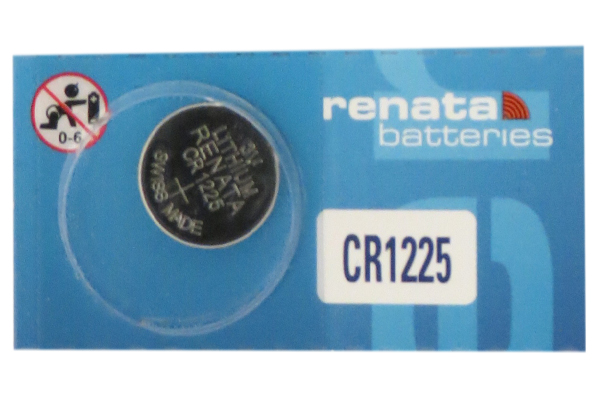 renata
batteries
CR1225
0-6
3V
LITHIUM
RENATA
CR 1225
+
SWISS MADE